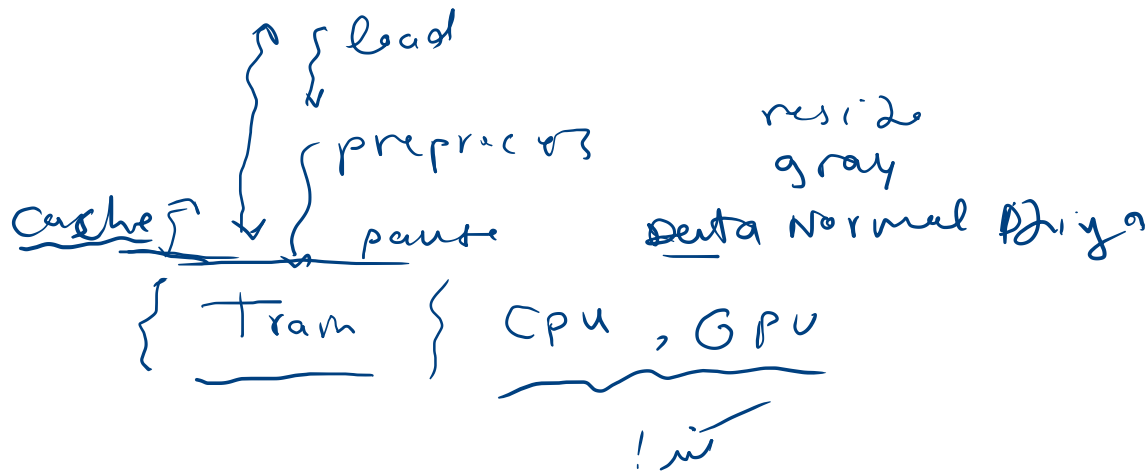 load
preprocess
resize
gray
Cache
pause
Data Normal
Train
CPU, GPU